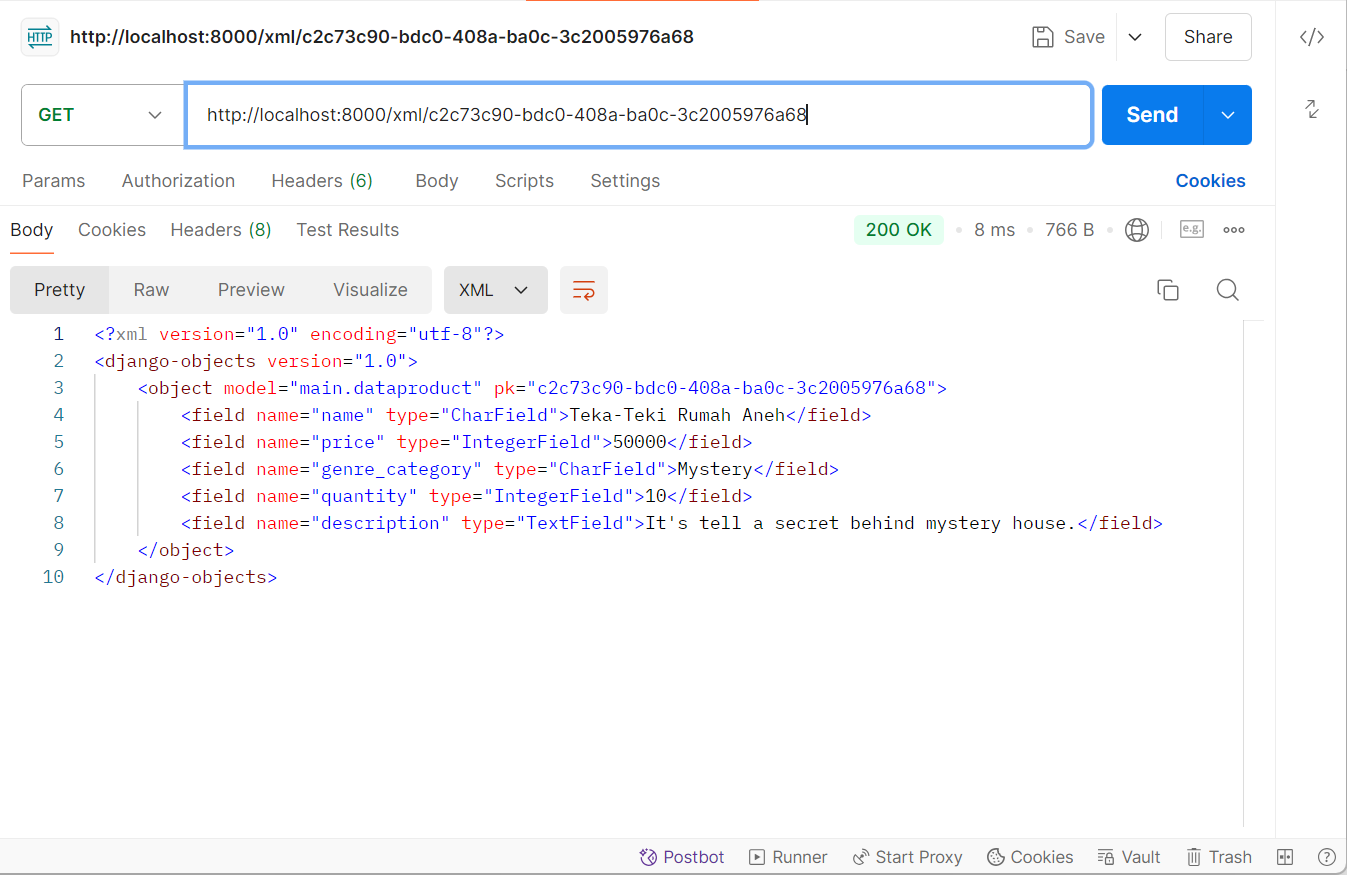 HTTP http://localhost:8000/xml/c2c73c90-bdc0-408a-ba0c-3c2005976a68 Save Share </>
GET http://localhost:8000/xml/c2c73c90-bdc0-408a-ba0c-3c2005976a68 Send
Params Authorization Headers (6) Body Scripts Settings Cookies
Body Cookies Headers (8) Test Results 200 OK 8 ms 766 B e.g.
Pretty Raw Preview Visualize XML
1 <?xml version="1.0" encoding="utf-8"?>
2 <django-objects version="1.0">
3 <object model="main.dataproduct" pk="c2c73c90-bdc0-408a-ba0c-3c2005976a68">
4 <field name="name" type="CharField">Teka-Teki Rumah Aneh</field>
5 <field name="price" type="IntegerField">50000</field>
6 <field name="genre_category" type="CharField">Mystery</field>
7 <field name="quantity" type="IntegerField">10</field>
8 <field name="description" type="TextField">It's tell a secret behind mystery house.</field>
9 </object>
10 </django-objects>
Postbot Runner Start Proxy Cookies Vault Trash ?